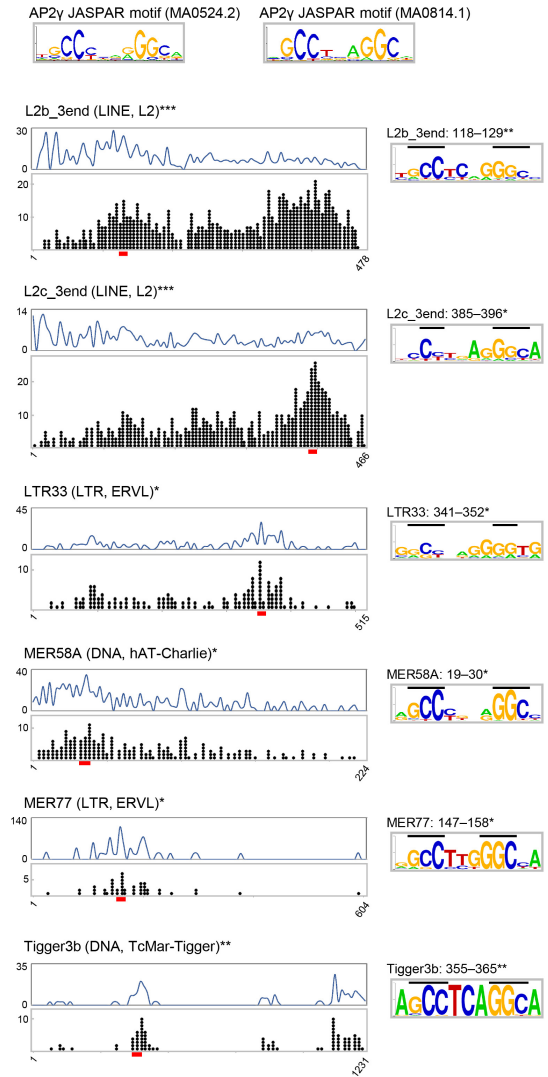 AP2γ JASPAR motif (MA0524.2) AP2γ JASPAR motif (MA0814.1)
L2b_3end (LINE, L2)***
30
0
20
10
1 478
L2b_3end: 118–129**
L2c_3end (LINE, L2)***
14
0
20
10
1 466
L2c_3end: 385–396*
LTR33 (LTR, ERVL)*
45
0
10
1 515
LTR33: 341–352*
MER58A (DNA, hAT-Charlie)*
40
0
10
1 224
MER58A: 19–30*
MER77 (LTR, ERVL)*
140
0
5
1 604
MER77: 147–158*
GCCTTGGGCCA
Tigger3b (DNA, TcMar-Tigger)**
35
0
10
1 1231
Tigger3b: 355–365**
AGCCTCAGGCA